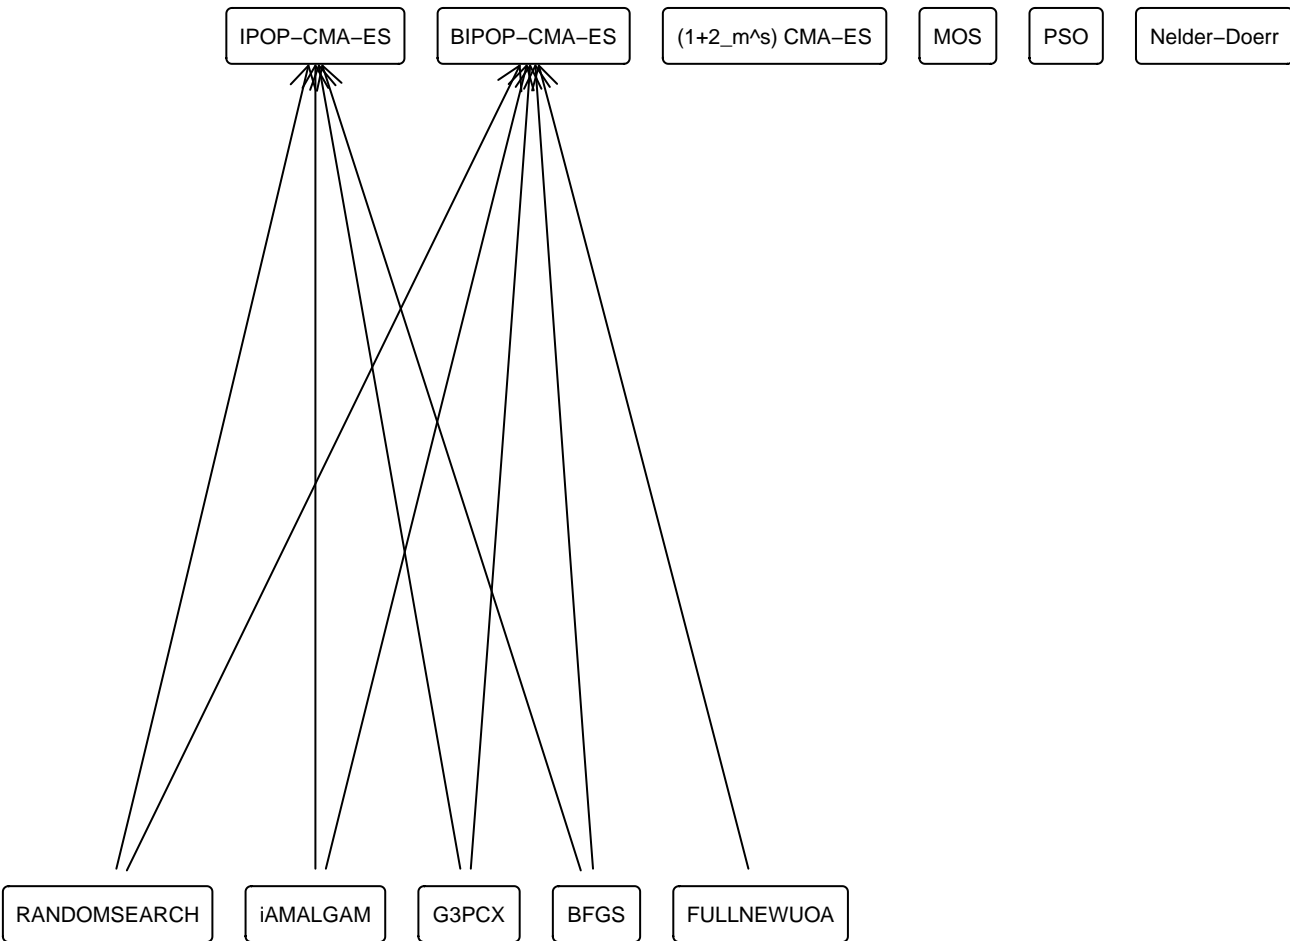 IPOP−CMA−ES
BIPOP−CMA−ES
(1+2_m^s) CMA−ES
MOS
PSO
Nelder−Doerr
RANDOMSEARCH
iAMALGAM
G3PCX
BFGS
FULLNEWUOA